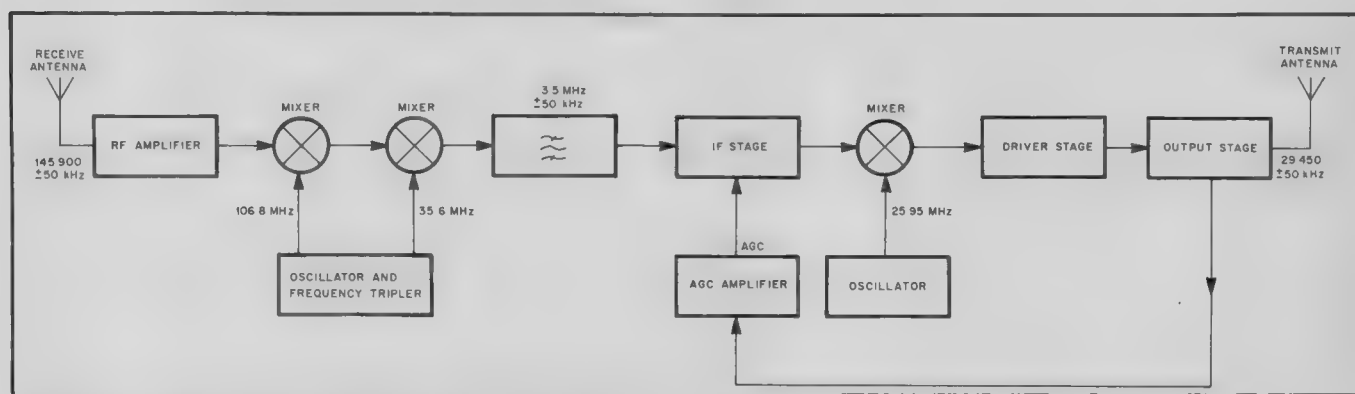 RECEIVE
ANTENNA
145 900
±50 kHz
RF AMPLIFIER
MIXER
106 8 MHz
MIXER
35 6 MHz
OSCILLATOR AND
FREQUENCY TRIPLER
3 5 MHz
±50 kHz
IF STAGE
AGC
AGC AMPLIFIER
MIXER
25 95 MHz
OSCILLATOR
DRIVER STAGE
OUTPUT STAGE
TRANSMIT
ANTENNA
29 450
±50 kHz